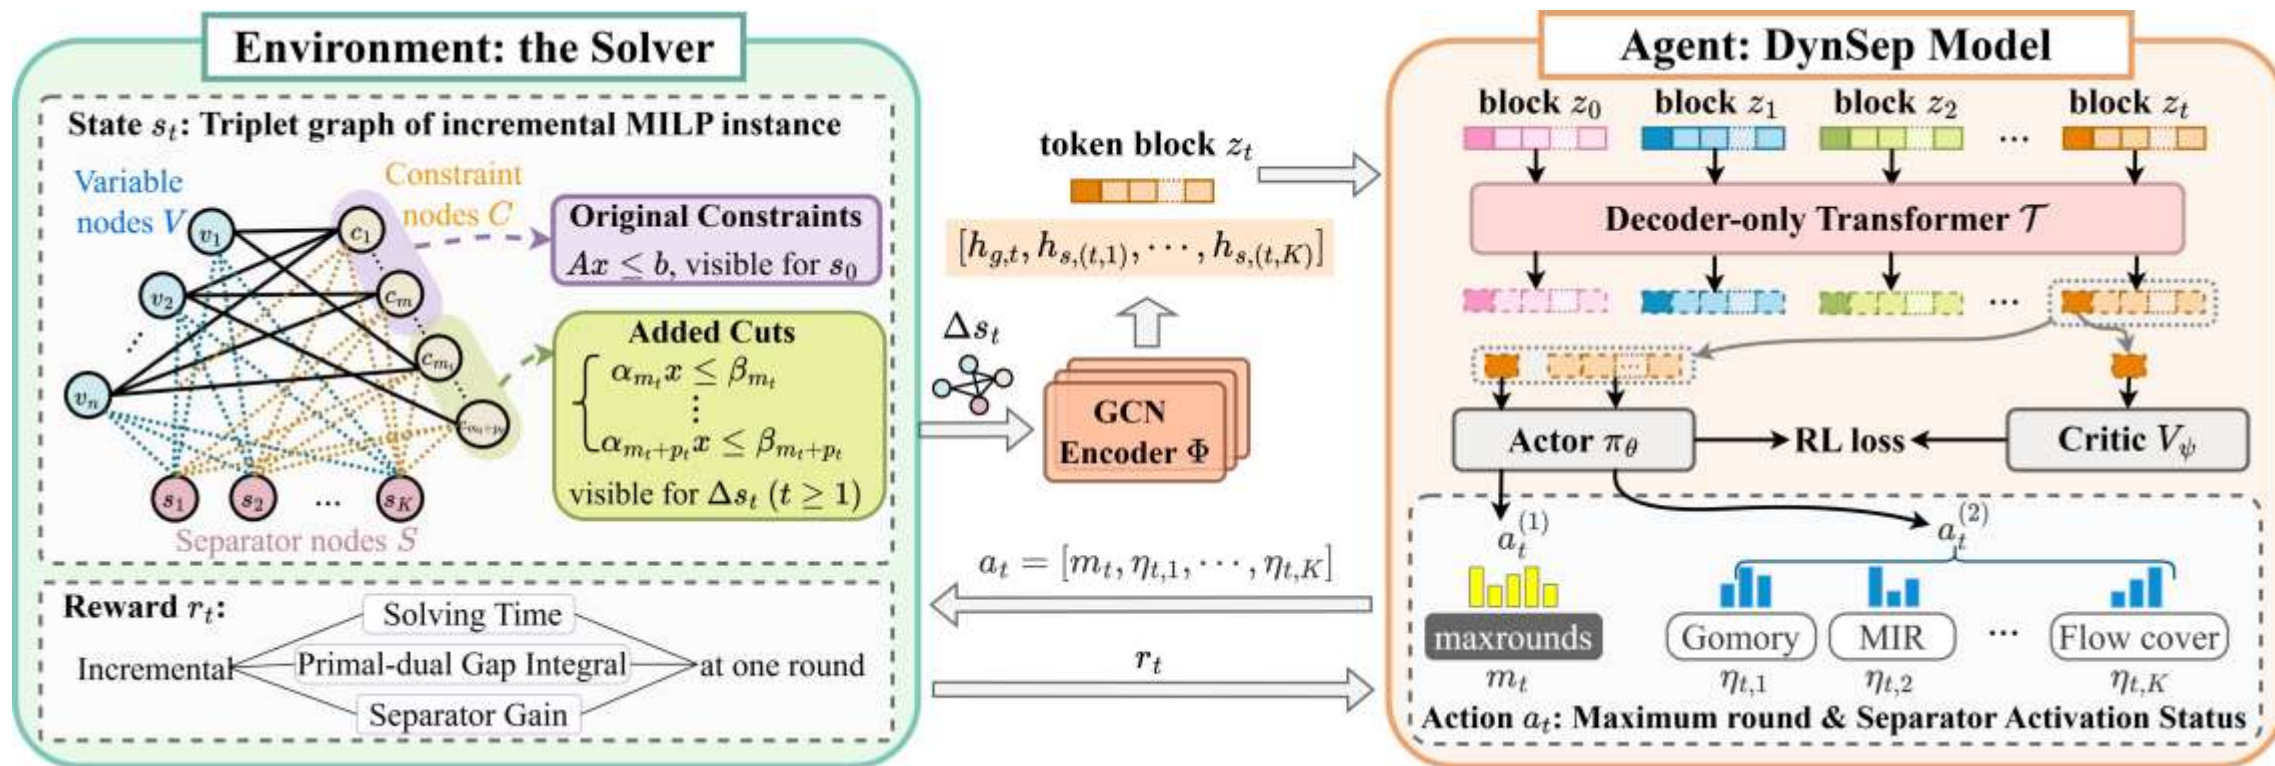 Environment: the Solver
State s_t: Triplet graph of incremental MILP instance
Variable
nodes V
Constraint
nodes C
v_1
v_2
v_n
c_1
c_m
c_{m_t}
c_{m_t+p_t}
s_1
s_2
...
s_K
Separator nodes S
Original Constraints
Ax ≤ b, visible for s_0
Added Cuts
α_{m_t} x ≤ β_{m_t}
⋮
α_{m_t+p_t} x ≤ β_{m_t+p_t}
visible for Δs_t (t ≥ 1)
Reward r_t:
Incremental
Solving Time
Primal-dual Gap Integral
Separator Gain
at one round
token block z_t
[h_{g,t}, h_{s,(t,1)}, ⋯, h_{s,(t,K)}]
Δs_t
GCN
Encoder Φ
a_t = [m_t, η_{t,1}, ⋯, η_{t,K}]
r_t
Agent: DynSep Model
block z_0
block z_1
block z_2
...
block z_t
Decoder-only Transformer 𝒯
...
Actor π_θ
RL loss
Critic V_ψ
a_t^{(1)}
a_t^{(2)}
maxrounds
Gomory
MIR
...
Flow cover
m_t
η_{t,1}
η_{t,2}
η_{t,K}
Action a_t: Maximum round & Separator Activation Status